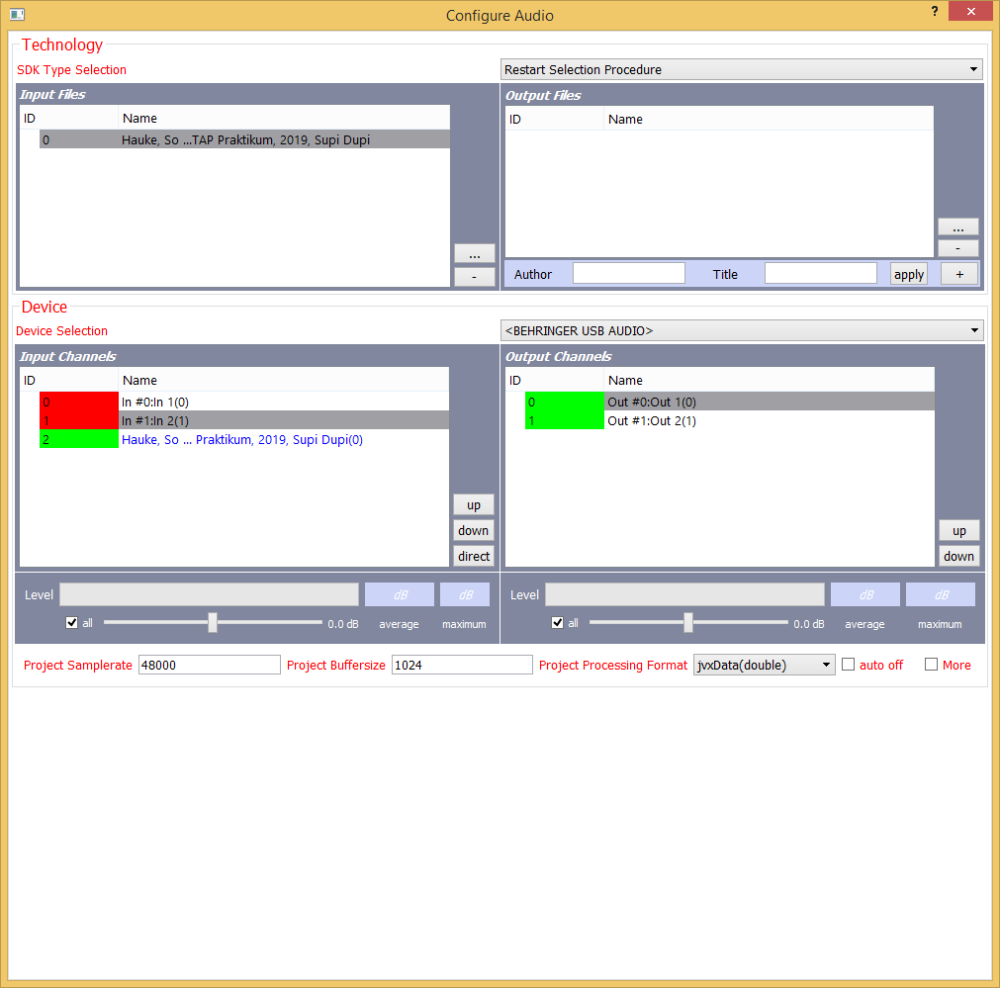 Configure Audio
?
Technology
SDK Type Selection
Restart Selection Procedure
Input Files
ID Name
0 Hauke, So ...TAP Praktikum, 2019, Supi Dupi
...
-
Output Files
ID Name
...
-
Author Title apply +
Device
Device Selection
<BEHRINGER USB AUDIO>
Input Channels
ID Name
0 In #0:In 1(0)
1 In #1:In 2(1)
2 Hauke, So ... Praktikum, 2019, Supi Dupi(0)
up
down
direct
Output Channels
ID Name
0 Out #0:Out 1(0)
1 Out #1:Out 2(1)
up
down
Level dB dB
all 0.0 dB average maximum
Level dB dB
all 0.0 dB average maximum
Project Samplerate 48000 Project Buffersize 1024 Project Processing Format jvxData(double) auto off More